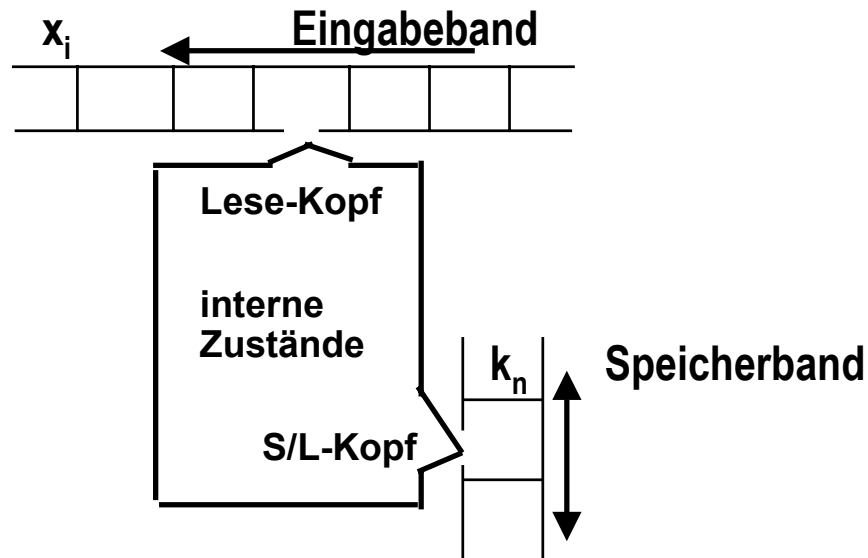 x_i Eingabeband
Lese-Kopf
interne
Zustände
k_n Speicherband
S/L-Kopf